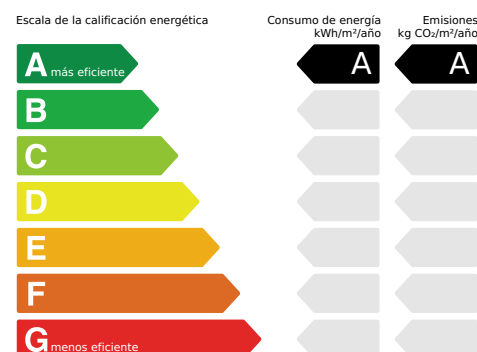 Escala de la calificación energética
Consumo de energía
kWh/m²/año
Emisiones
kg CO₂/m²/año
A más eficiente
A
A
B
C
D
E
F
G menos eficiente